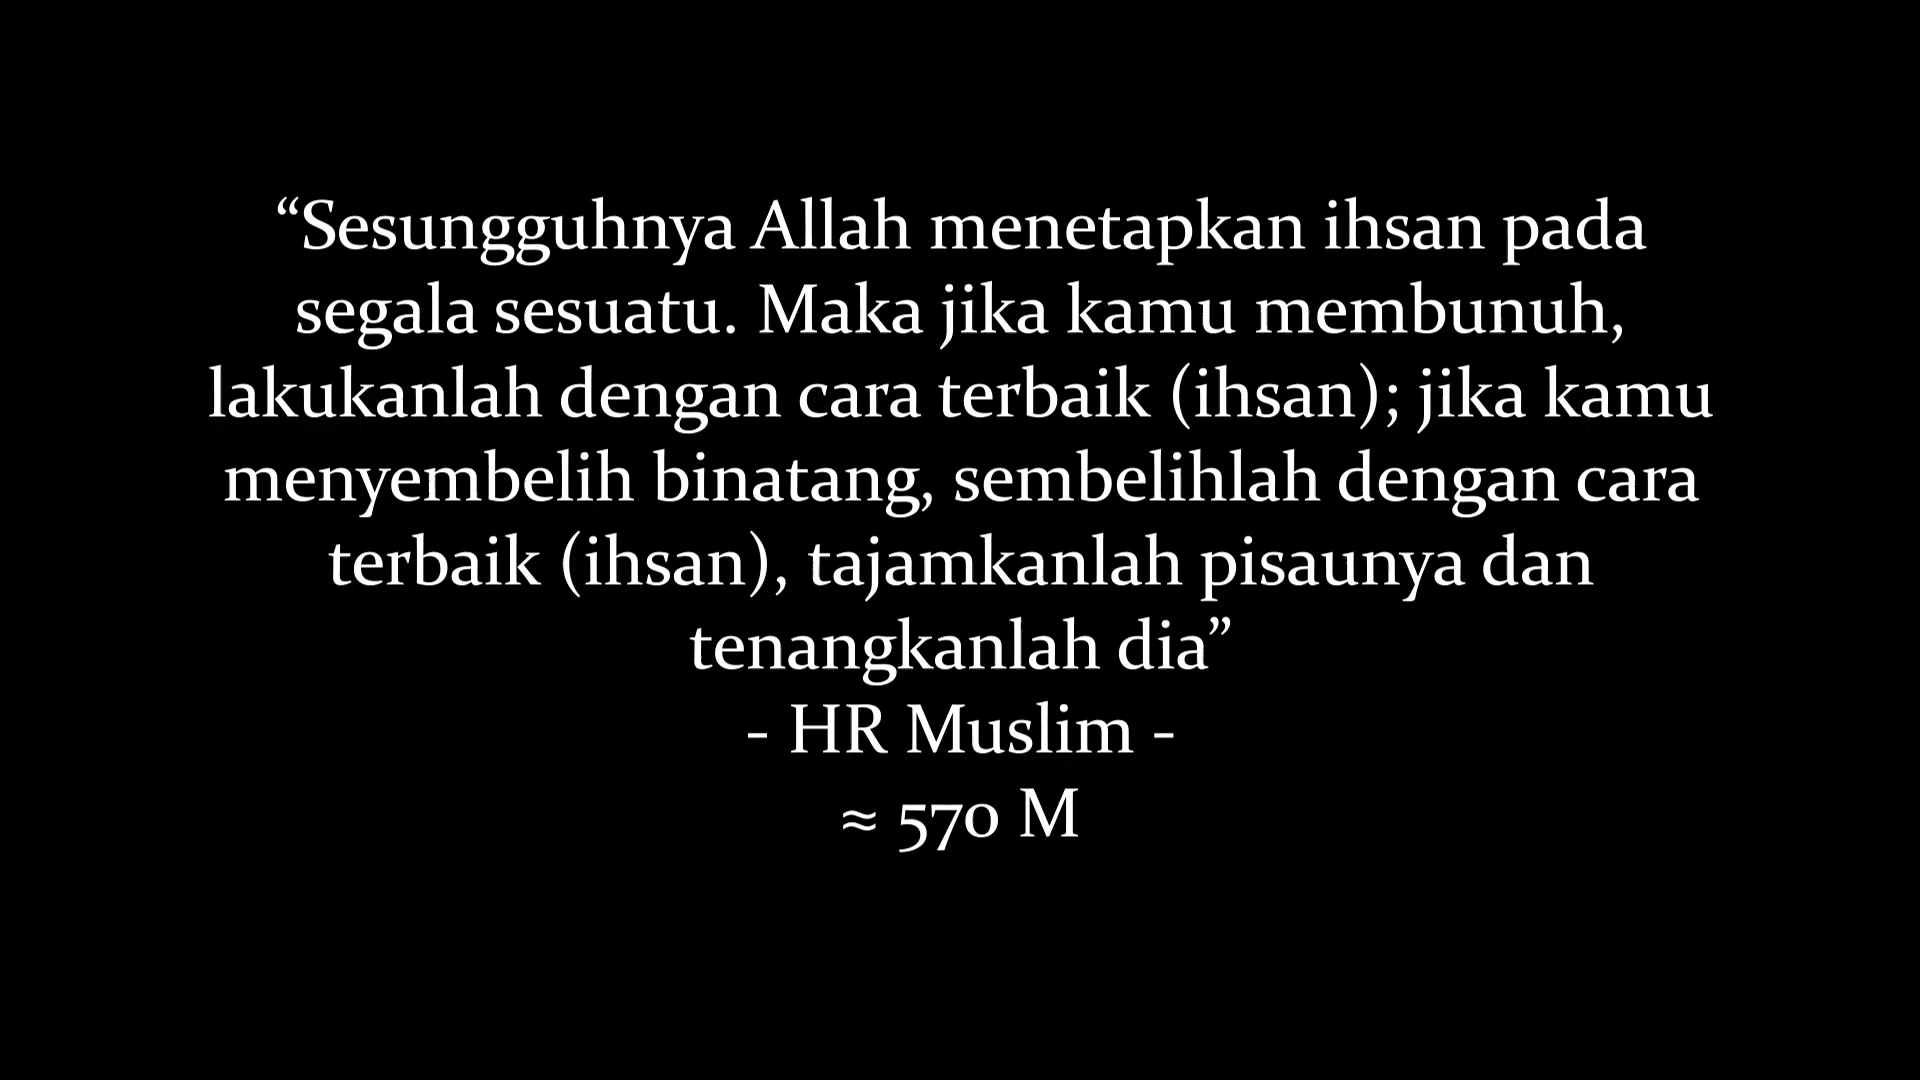 “Sesungguhnya Allah menetapkan ihsan pada
segala sesuatu. Maka jika kamu membunuh,
lakukanlah dengan cara terbaik (ihsan); jika kamu
menyembelih binatang, sembelihlah dengan cara
terbaik (ihsan), tajamkanlah pisaunya dan
tenangkanlah dia”
- HR Muslim -
≈ 570 M